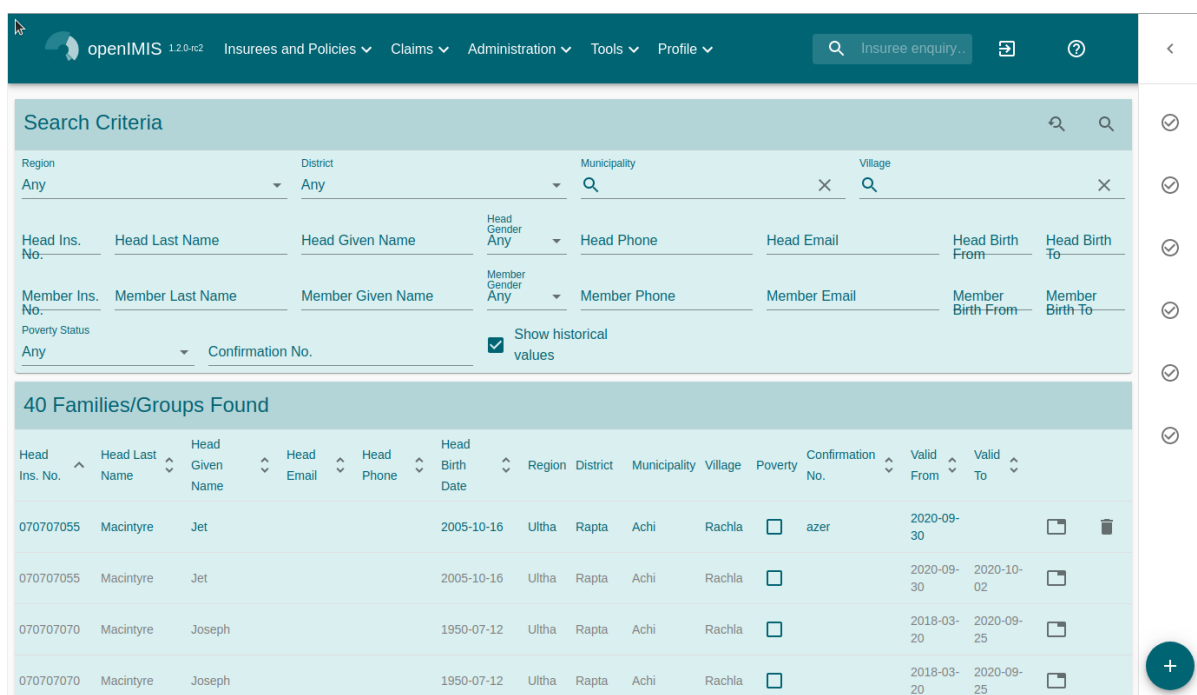 openIMIS 1.2.0-rc2 Insurees and Policies Claims Administration Tools Profile Insuree enquiry..
Search Criteria
Region District Municipality Village
Any Any
Head Ins. No. Head Last Name Head Given Name Head Gender Any Head Phone Head Email Head Birth From Head Birth To
Member Ins. No. Member Last Name Member Given Name Member Gender Any Member Phone Member Email Member Birth From Member Birth To
Poverty Status
Any Confirmation No. Show historical values
40 Families/Groups Found
Head Ins. No. Head Last Name Head Given Name Head Email Head Phone Head Birth Date Region District Municipality Village Poverty Confirmation No. Valid From Valid To
070707055 Macintyre Jet 2005-10-16 Ultha Rapta Achi Rachla azer 2020-09-30
070707055 Macintyre Jet 2005-10-16 Ultha Rapta Achi Rachla 2020-09-30 2020-10-02
070707070 Macintyre Joseph 1950-07-12 Ultha Rapta Achi Rachla 2018-03-20 2020-09-25
070707070 Macintyre Joseph 1950-07-12 Ultha Rapta Achi Rachla 2018-03-20 2020-09-25